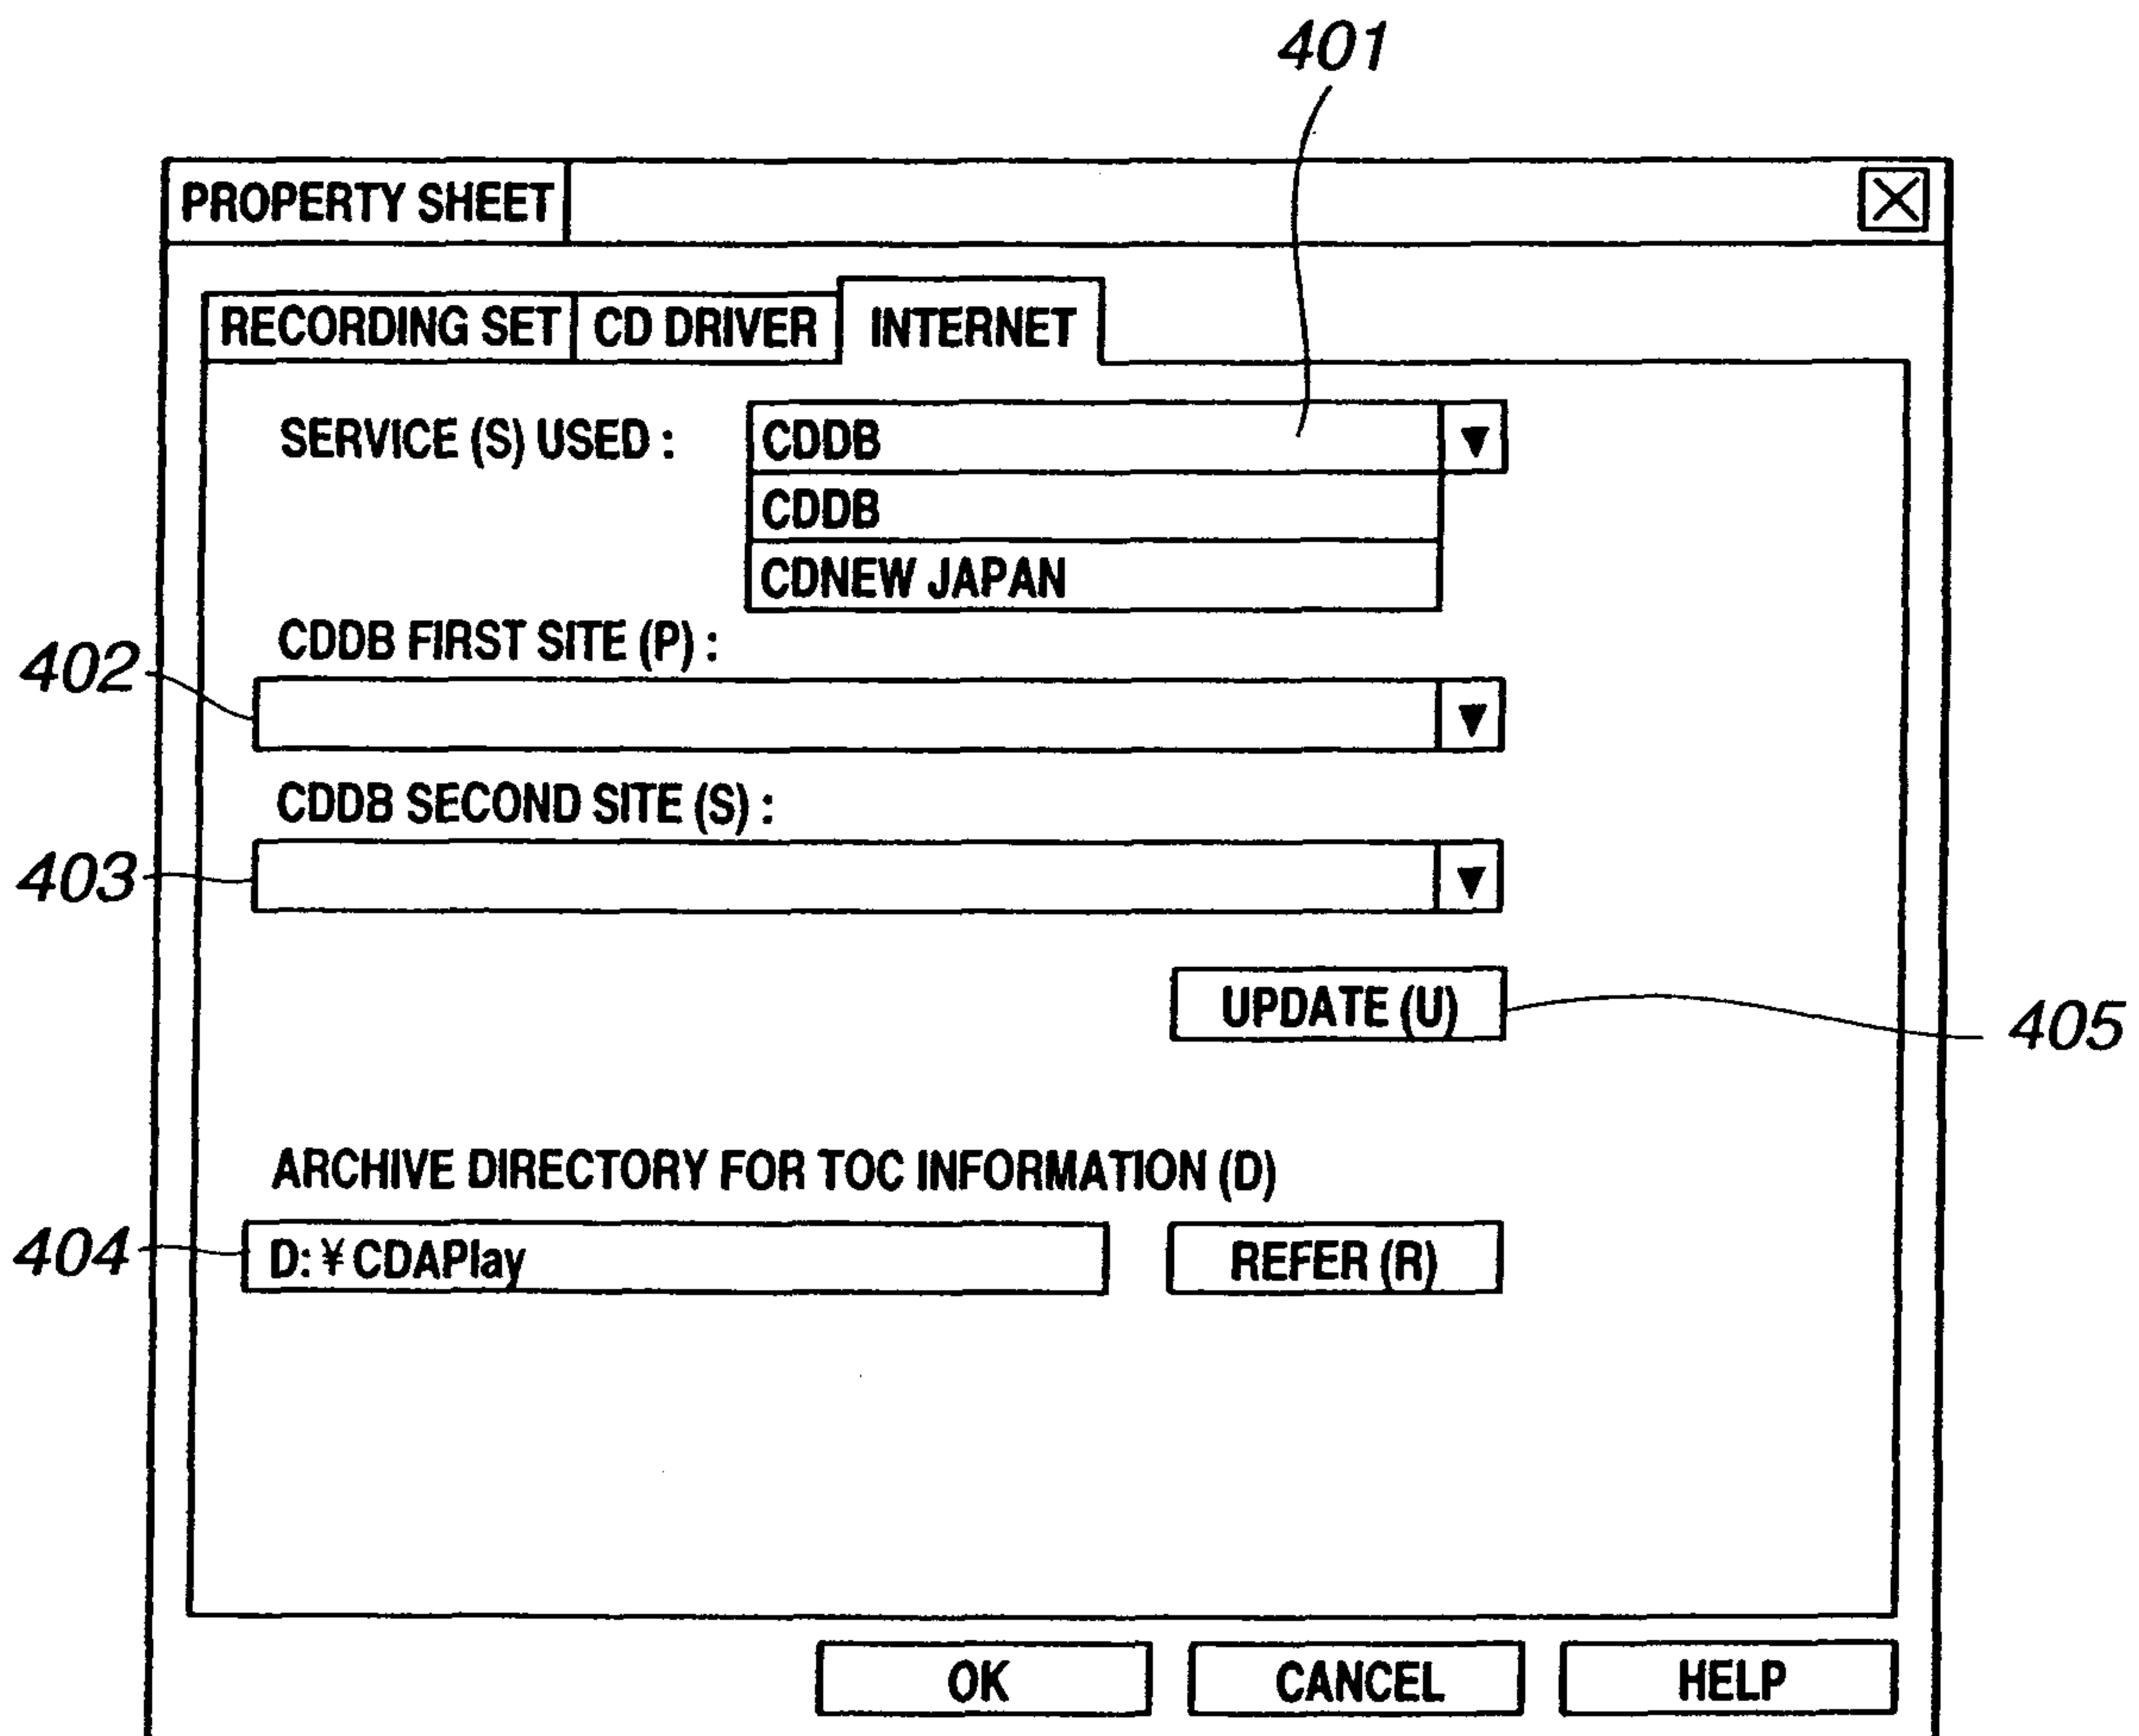 401
PROPERTY SHEET
RECORDING SET CD DRIVER INTERNET
SERVICE (S) USED : CDDB ▼
CDDB
CDNEW JAPAN
CDDB FIRST SITE (P) :
402
▼
CDDB SECOND SITE (S) :
403
▼
UPDATE (U)
405
ARCHIVE DIRECTORY FOR TOC INFORMATION (D)
404 D:¥CDAPlay REFER (R)
OK CANCEL HELP